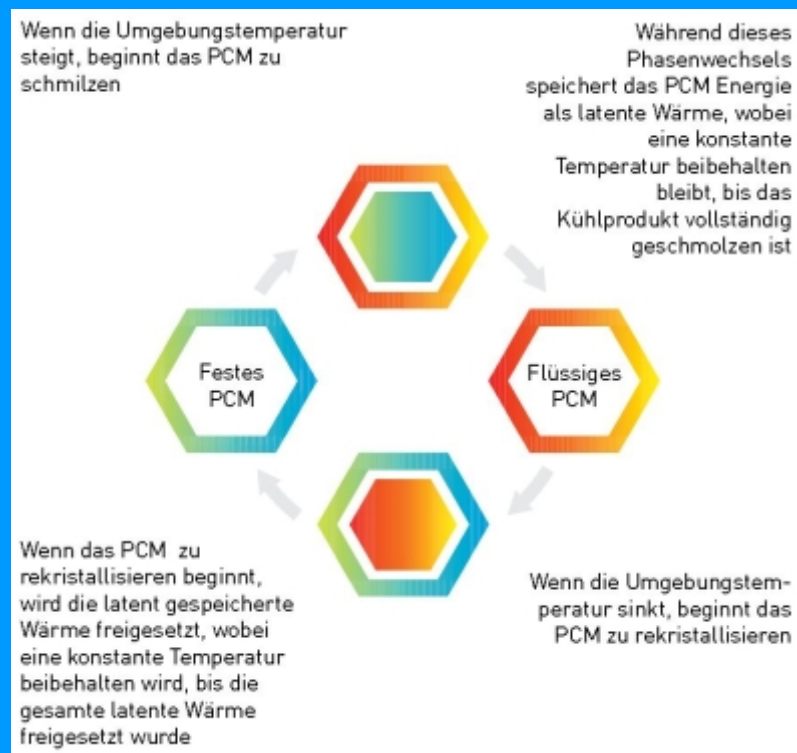 Wenn die Umgebungstemperatur
steigt, beginnt das PCM zu
schmilzen
Während dieses
Phasenwechsels
speichert das PCM Energie
als latente Wärme, wobei
eine konstante
Temperatur beibehalten
bleibt, bis das
Kühlprodukt vollständig
geschmolzen ist
Festes
PCM
Flüssiges
PCM
Wenn das PCM zu
rekristallisieren beginnt,
wird die latent gespeicherte
Wärme freigesetzt, wobei
eine konstante Temperatur
beibehalten wird, bis die
gesamte latente Wärme
freigesetzt wurde
Wenn die Umgebungstem-
peratur sinkt, beginnt das
PCM zu rekristallisieren